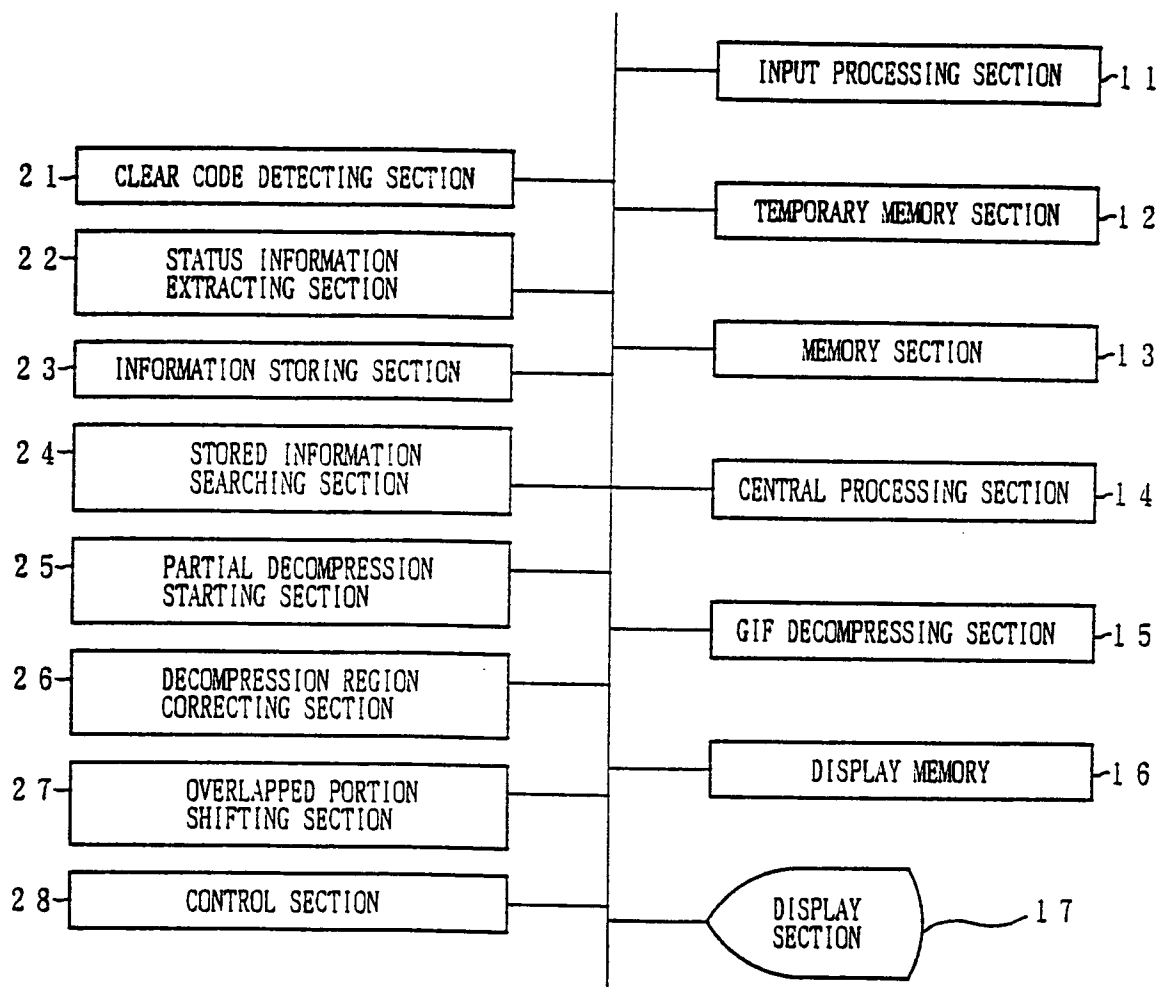 INPUT PROCESSING SECTION
11
21
CLEAR CODE DETECTING SECTION
TEMPORARY MEMORY SECTION
12
22
STATUS INFORMATION
EXTRACTING SECTION
MEMORY SECTION
13
23
INFORMATION STORING SECTION
24
STORED INFORMATION
SEARCHING SECTION
CENTRAL PROCESSING SECTION
14
25
PARTIAL DECOMPRESSION
STARTING SECTION
GIF DECOMPRESSING SECTION
15
26
DECOMPRESSION REGION
CORRECTING SECTION
DISPLAY MEMORY
16
27
OVERLAPPED PORTION
SHIFTING SECTION
28
CONTROL SECTION
DISPLAY
SECTION
17